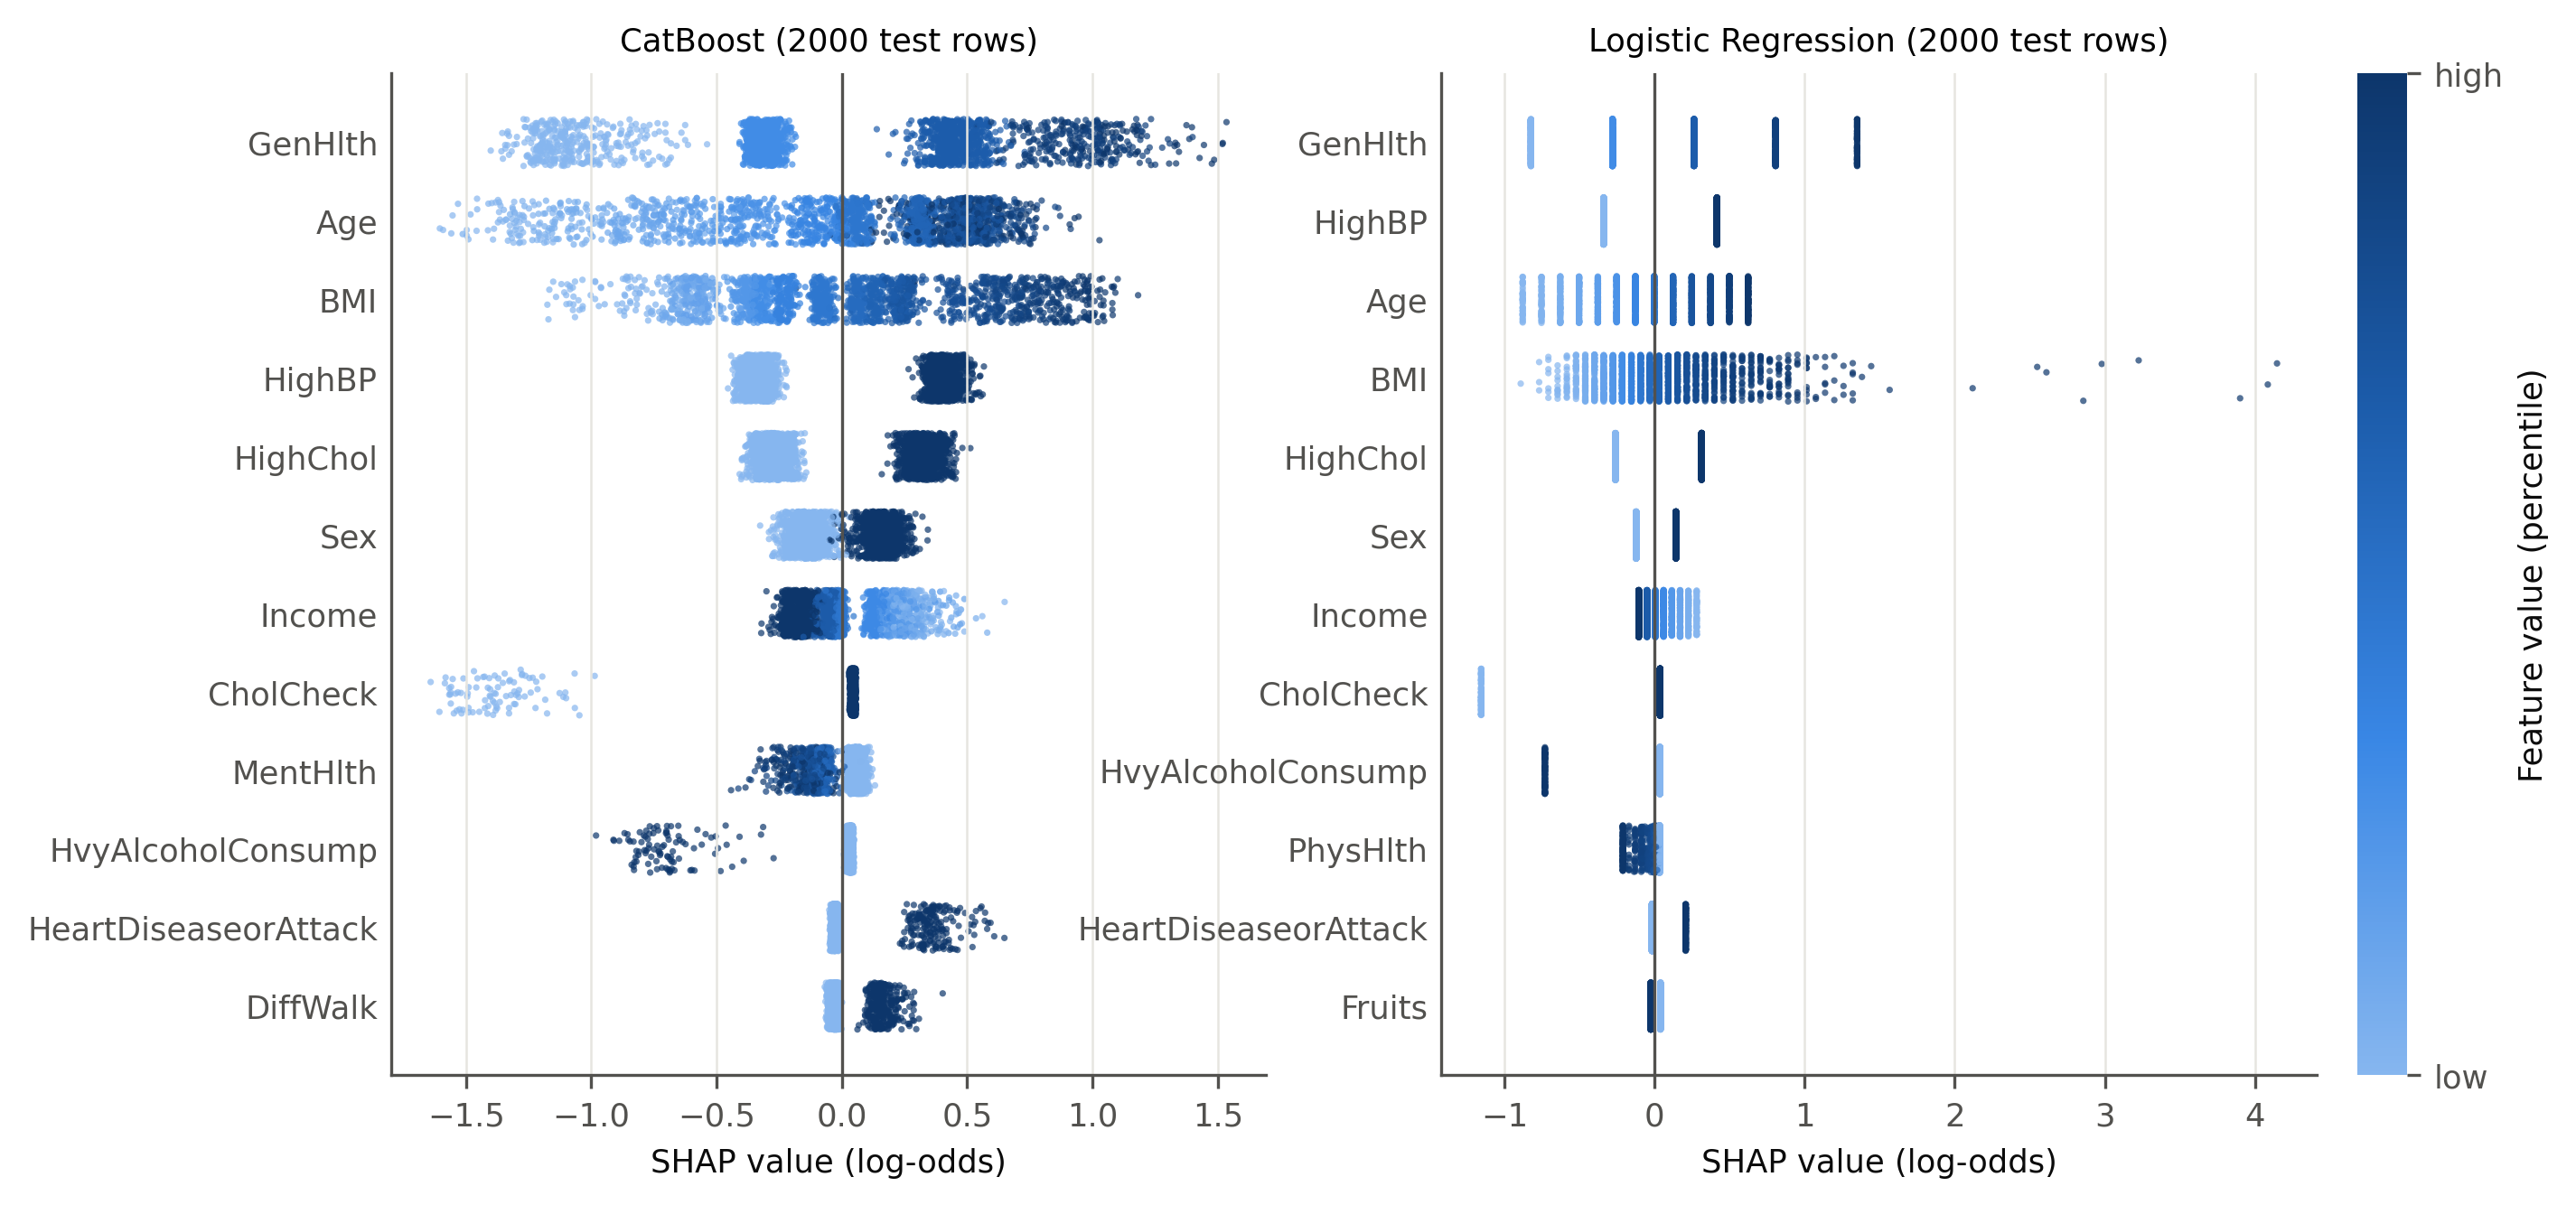 CatBoost (2000 test rows)
GenHlth
Age
BMI
HighBP
HighChol
Sex
Income
CholCheck
MentHlth
HvyAlcoholConsump
HeartDiseaseorAttack
DiffWalk
−1.5 −1.0 −0.5 0.0 0.5 1.0 1.5
SHAP value (log-odds)
Logistic Regression (2000 test rows)
GenHlth
HighBP
Age
BMI
HighChol
Sex
Income
CholCheck
HvyAlcoholConsump
PhysHlth
HeartDiseaseorAttack
Fruits
−1 0 1 2 3 4
SHAP value (log-odds)
high
low
Feature value (percentile)